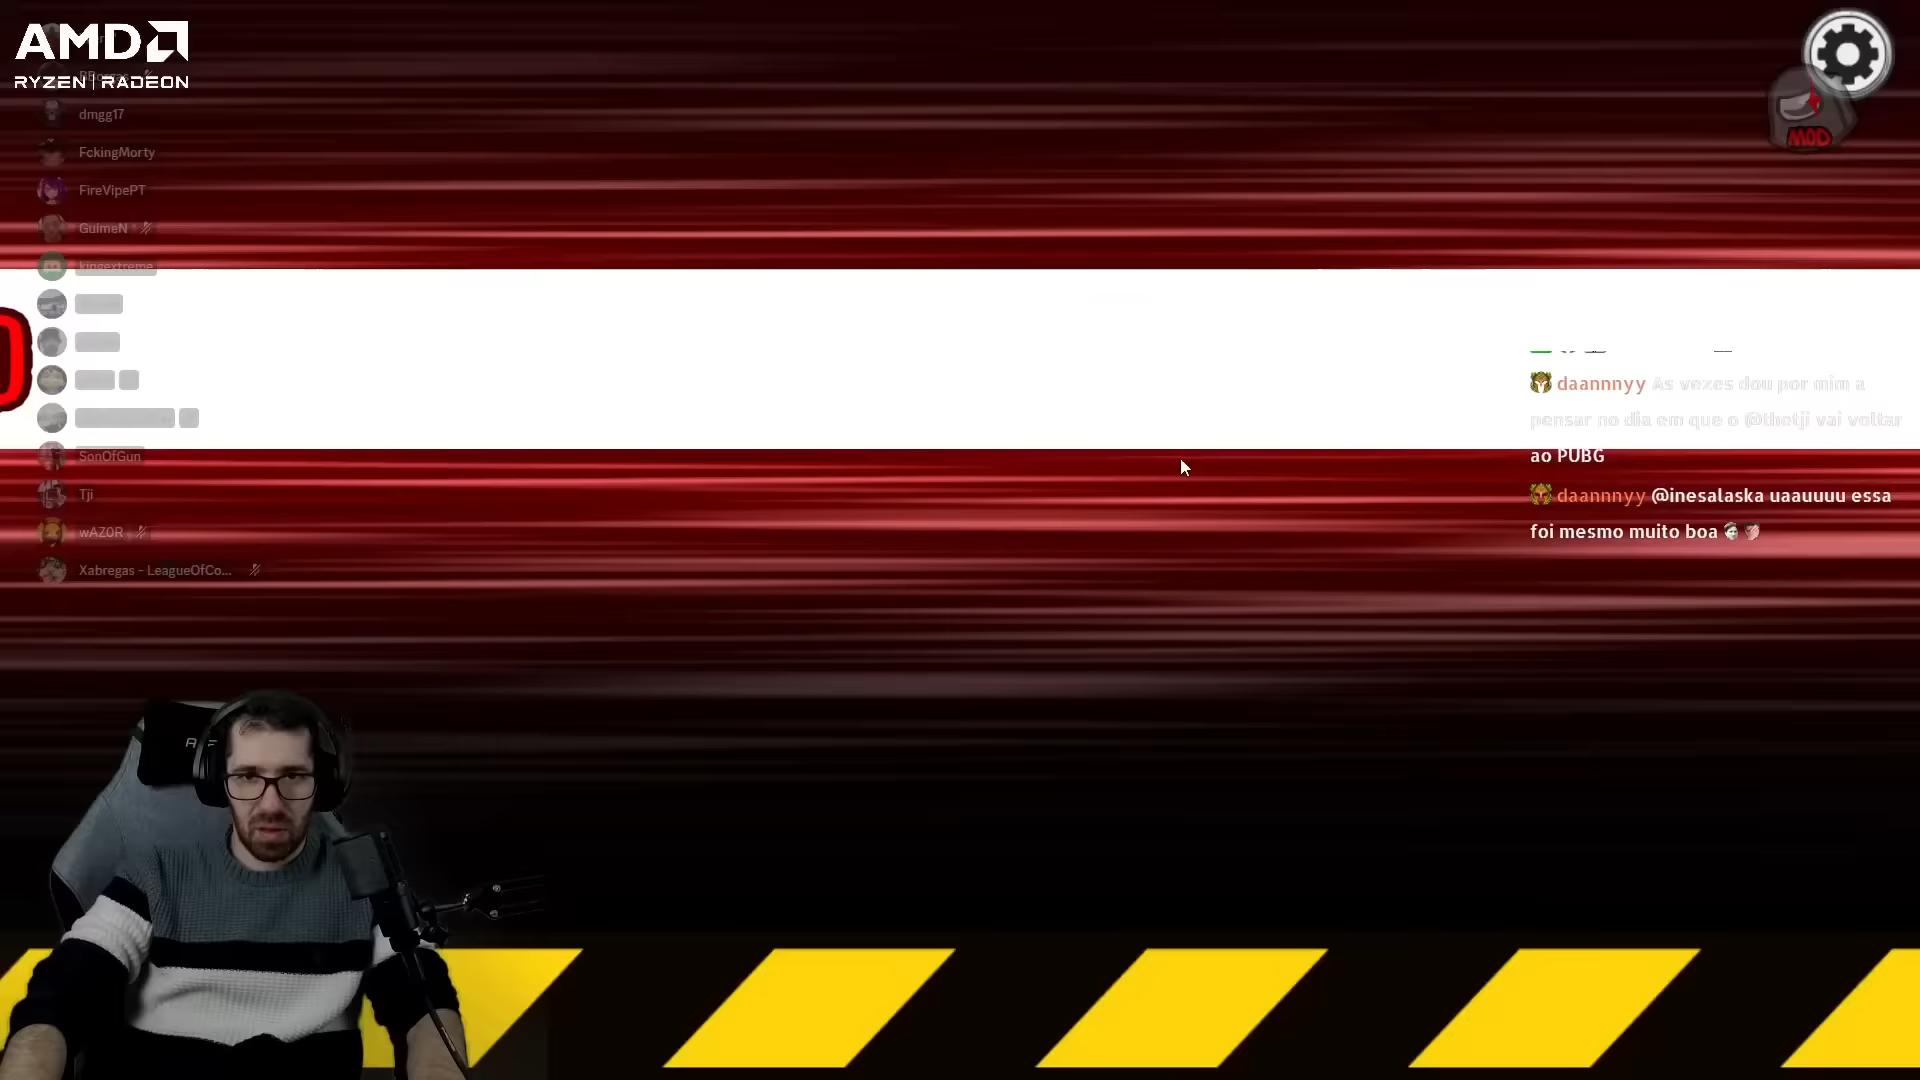 AMD
RYZEN | RADEON
dmgg17
FckingMorty
FireVipePT
GuimeN
kingextreme
SonOfGun
Tji
wAZ0R
Xabregas - LeagueOfCo...
MOD
daannnyy As vezes dou por mim a
pensar no dia em que o @thetji vai voltar
ao PUBG
daannnyy @inesalaska uaauuuu essa
foi mesmo muito boa